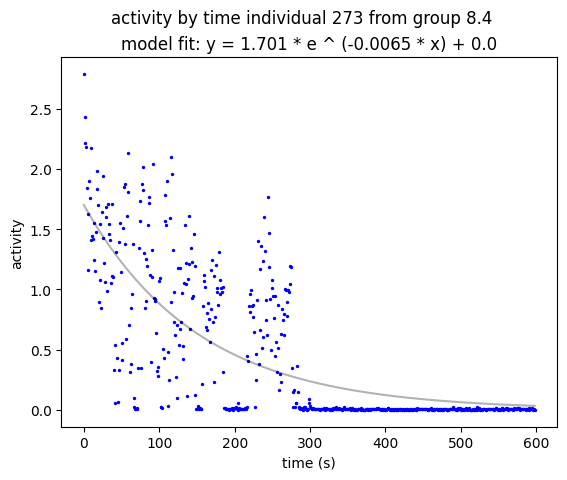 activity by time individual 273 from group 8.4
model fit: y = 1.701 * e ^ (-0.0065 * x) + 0.0
2.5
2.0
1.5
1.0
0.5
0.0
activity
0 100 200 300 400 500 600
time (s)